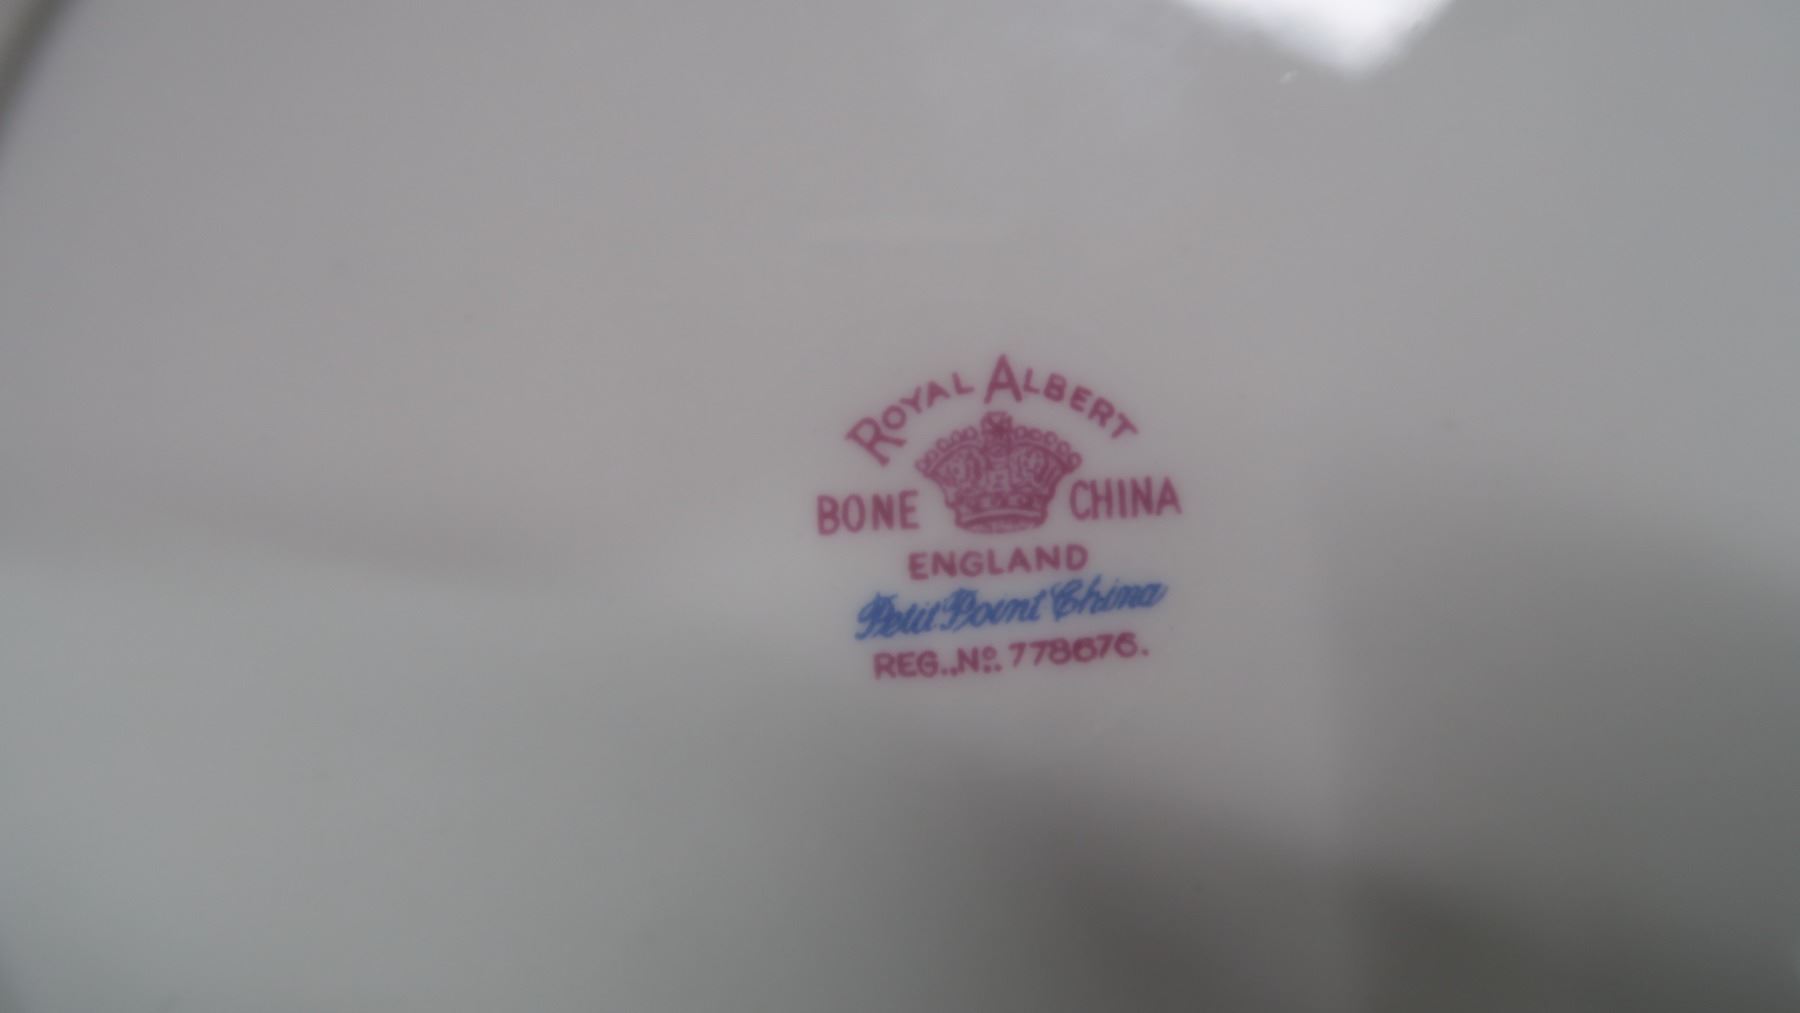 ROYAL ALBERT
BONE CHINA
ENGLAND
Petit Point China
REG., No. 778676.